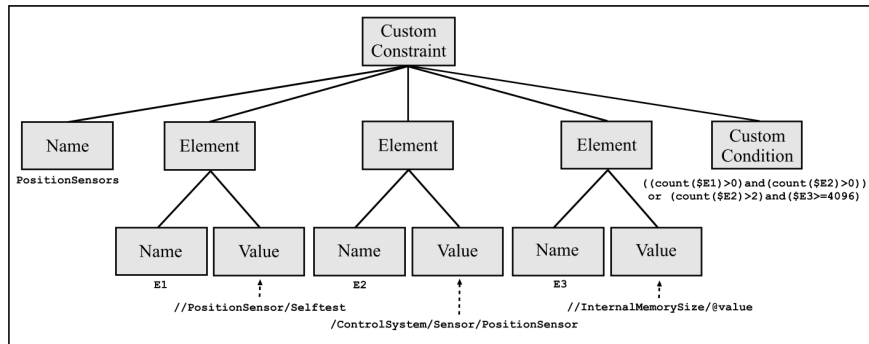 Custom
Constraint
Name
Element
Element
Element
Custom
Condition
PositionSensors
((count($E1)>0)and(count($E2)>0))
or (count($E2)>2)and($E3>=4096)
Name
Value
Name
Value
Name
Value
E1
E2
E3
//PositionSensor/Selftest
//InternalMemorySize/@value
/ControlSystem/Sensor/PositionSensor